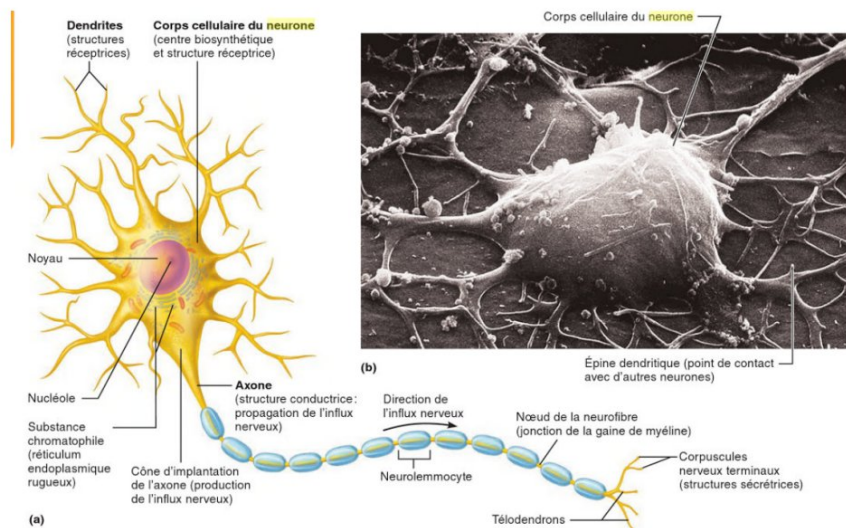 Dendrites
(structures
réceptrices)
Corps cellulaire du neurone
(centre biosynthétique
et structure réceptrice)
Corps cellulaire du neurone
Noyau
Nucléole
Substance
chromatophile
(réticulum
endoplasmique
rugueux)
Cône d'implantation
de l'axone (production
de l'influx nerveux)
Axone
(structure conductrice:
propagation de l'influx
nerveux)
Direction de
l'influx nerveux
Neurolemmocyte
Nœud de la neurofibre
(jonction de la gaine de myéline)
(b)
Épine dendritique (point de contact
avec d'autres neurones)
Corpuscules
nerveux terminaux
(structures sécrétrices)
Télodendrons
(a)